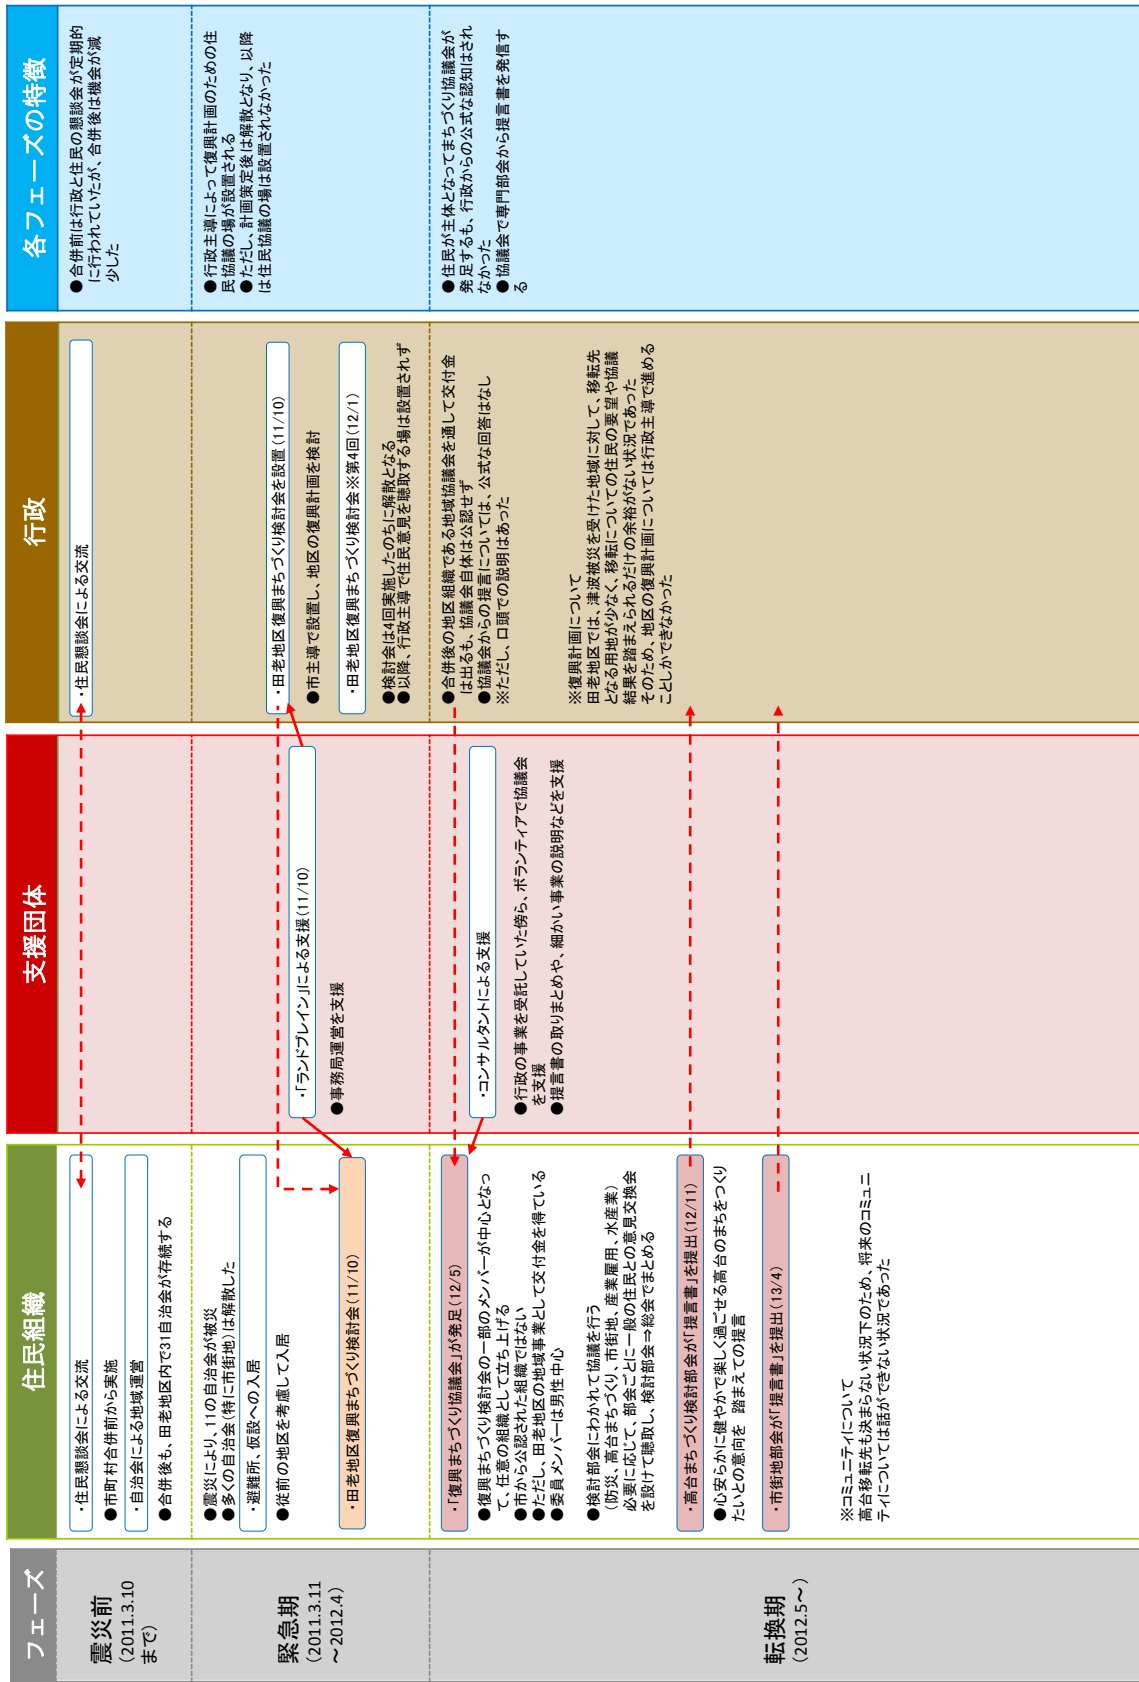 フェーズ
住民組織
支援団体
行政
各フェーズの特徴
震災前
(2011.3.10
まで)
・住民懇談会による交流
●市町村合併前から実施
・自治会による地域運営
●合併後も、田老地区内で31自治会が存続する
・住民懇談会による交流
●合併前は行政と住民の懇談会が定期的
に行われていたが、合併後は機会が減
少した
緊急期
(2011.3.11
～2012.4)
●震災により、11の自治会が被災
●多くの自治会(特に市街地)は解散した
・避難所、仮設への入居
●従前の地区を考慮して入居
・田老地区復興まちづくり検討会(11/10)
・「ランドブレイン」による支援(11/10)
●事務局運営を支援
・田老地区復興まちづくり検討会を設置(11/10)
●市主導で設置し、地区の復興計画を検討
・田老地区復興まちづくり検討会※第4回(12/1)
●検討会は4回実施したのちに解散となる
●以降、行政主導で住民意見を聴取する場は設置されず
●行政主導によって復興計画のための住
民協議の場が設置される
●ただし、計画策定後は解散となり、以降
は住民協議の場は設置されなかった
転換期
(2012.5～)
・「復興まちづくり協議会」が発足(12/5)
●復興まちづくり検討会の一部のメンバーが中心となっ
て、任意の組織として立ち上げる
●市から公認された組織ではない
●ただし、田老地区の地域事業として交付金を得ている
●委員メンバーは男性中心
●検討部会にわかれて協議を行う
(防災、高台まちづくり、市街地、産業雇用、水産業)
必要に応じて、部会ごとに一般の住民との意見交換会
を設けて聴取し、検討部会⇒総会でまとめる
・高台まちづくり検討部会が「提言書」を提出(12/11)
●心安らかに健やかで楽しく過ごせる高台のまちをつくり
たいとの意向を 踏まえての提言
・市街地部会が「提言書」を提出(13/4)
※コミュニティについて
高台移転先も決まらない状況下のため、将来のコミュニ
ティについては話ができない状況であった
・コンサルタントによる支援
●行政の事業を受託していた傍ら、ボランティアで協議会
を支援
●提言書の取りまとめや、細かい事業の説明などを支援
●合併後の地区組織である地域協議会を通して交付金
は出るも、協議会自体は公認せず
●協議会からの提言については、公式な回答はなし
※ただし、口頭での説明はあった
※復興計画について
田老地区では、津波被災を受けた地域に対して、移転先
となる用地が少なく、移転についての住民の要望や協議
結果を踏まえられるだけの余裕がない状況であった
そのため、地区の復興計画については行政主導で進める
ことしかできなかった
●住民が主体となってまちづくり協議会が
発足するも、行政からの公式な認知はされ
なかった
●協議会で専門部会から提言書を発信す
る